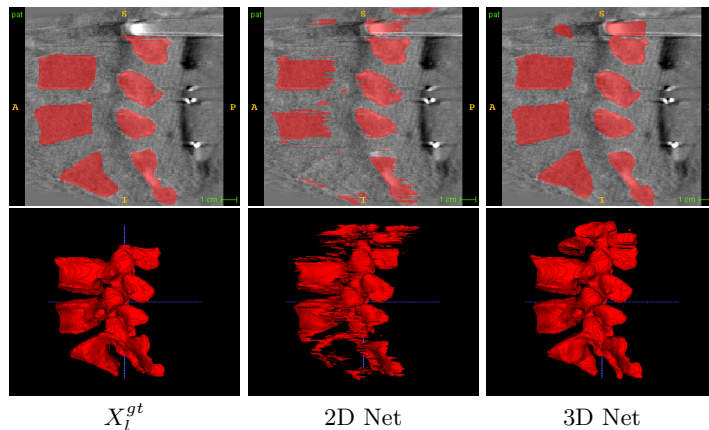 pat S
A P
I 1 cm
pat S
A P
I 1 cm
pat S
A
I 1 cm
X_l^{gt} 2D Net 3D Net